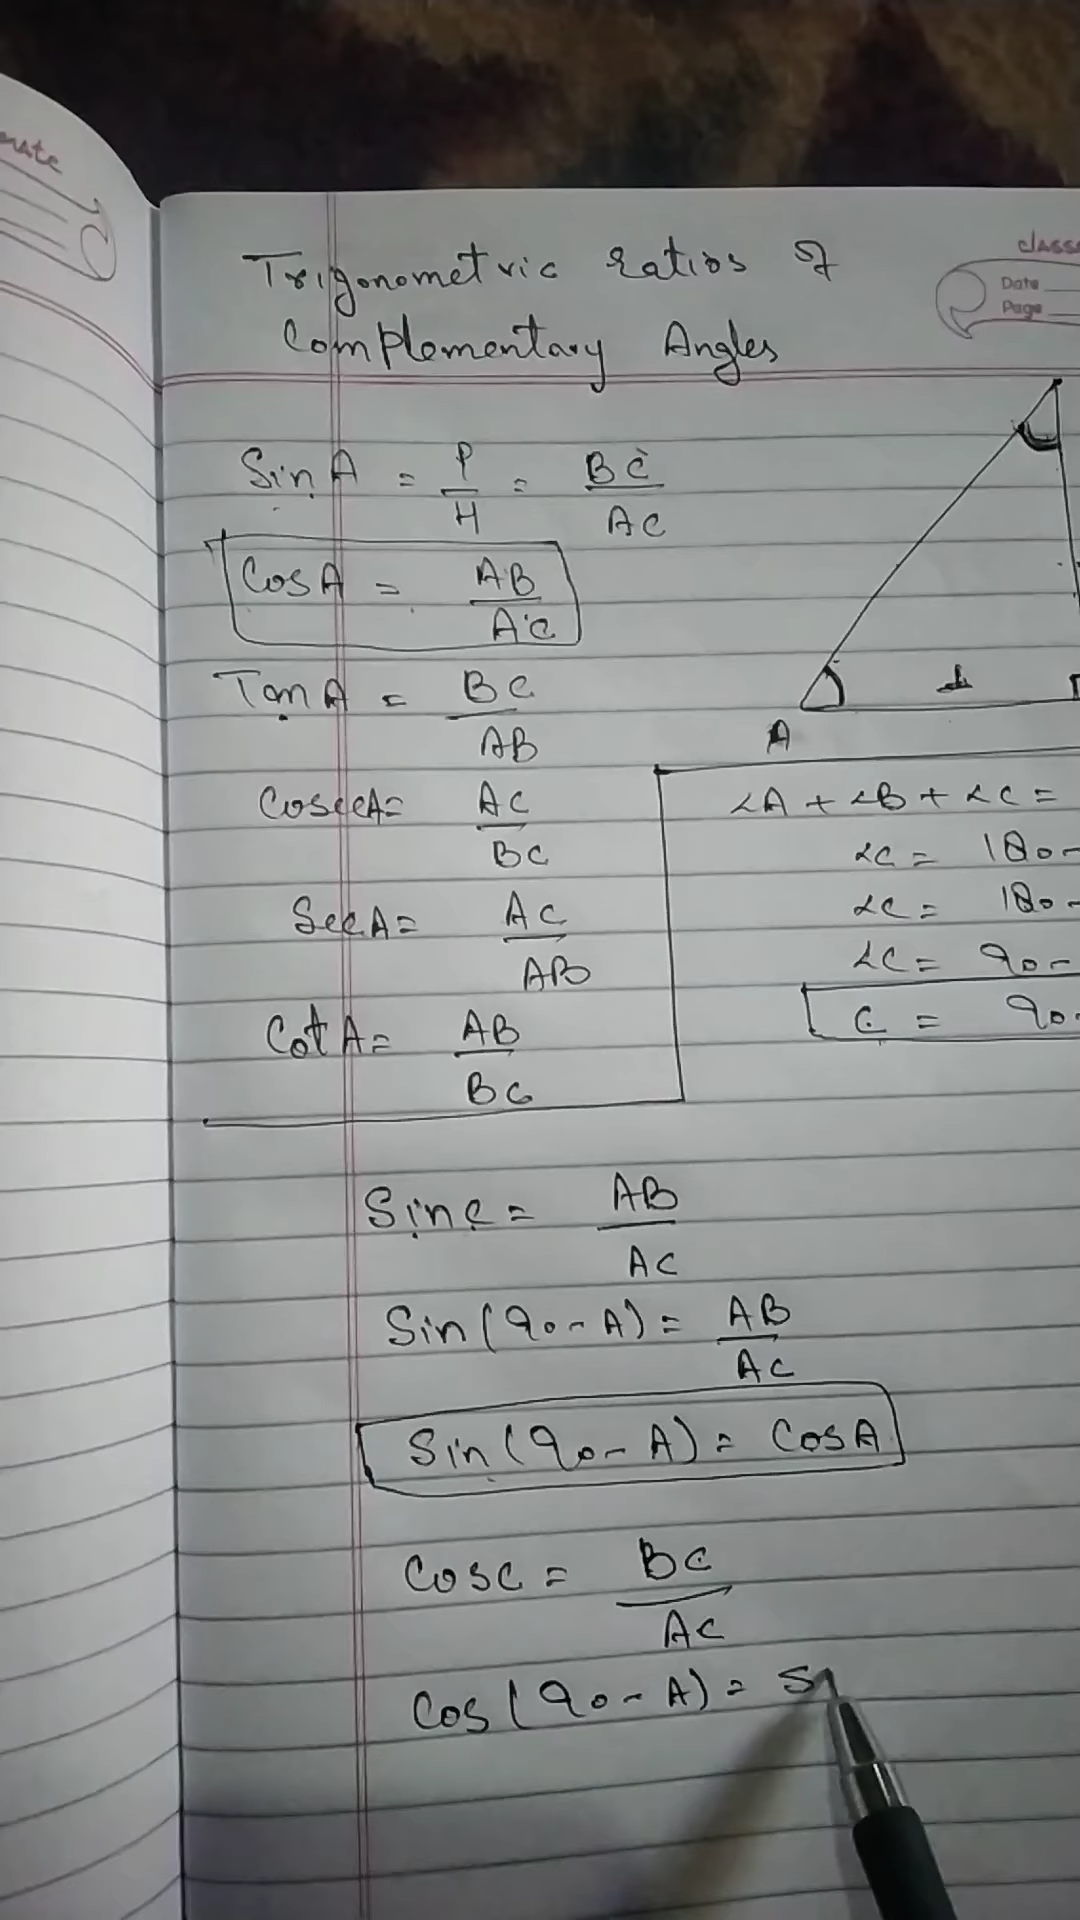 Trigonometric ratios of
Complementary Angles
Date
Page
Sin A = P/H = BC/AC
Cos A = AB/AC
Tan A = BC/AB
Cosec A = AC/BC
Sec A = AC/AB
Cot A = AB/BC
A
∠A + ∠B + ∠C =
∠C = 180-
∠C = 180-
∠C = 90-
C = 90-
Sin C = AB/AC
Sin (90-A) = AB/AC
Sin (90-A) = Cos A
Cos C = BC/AC
Cos (90-A) = S